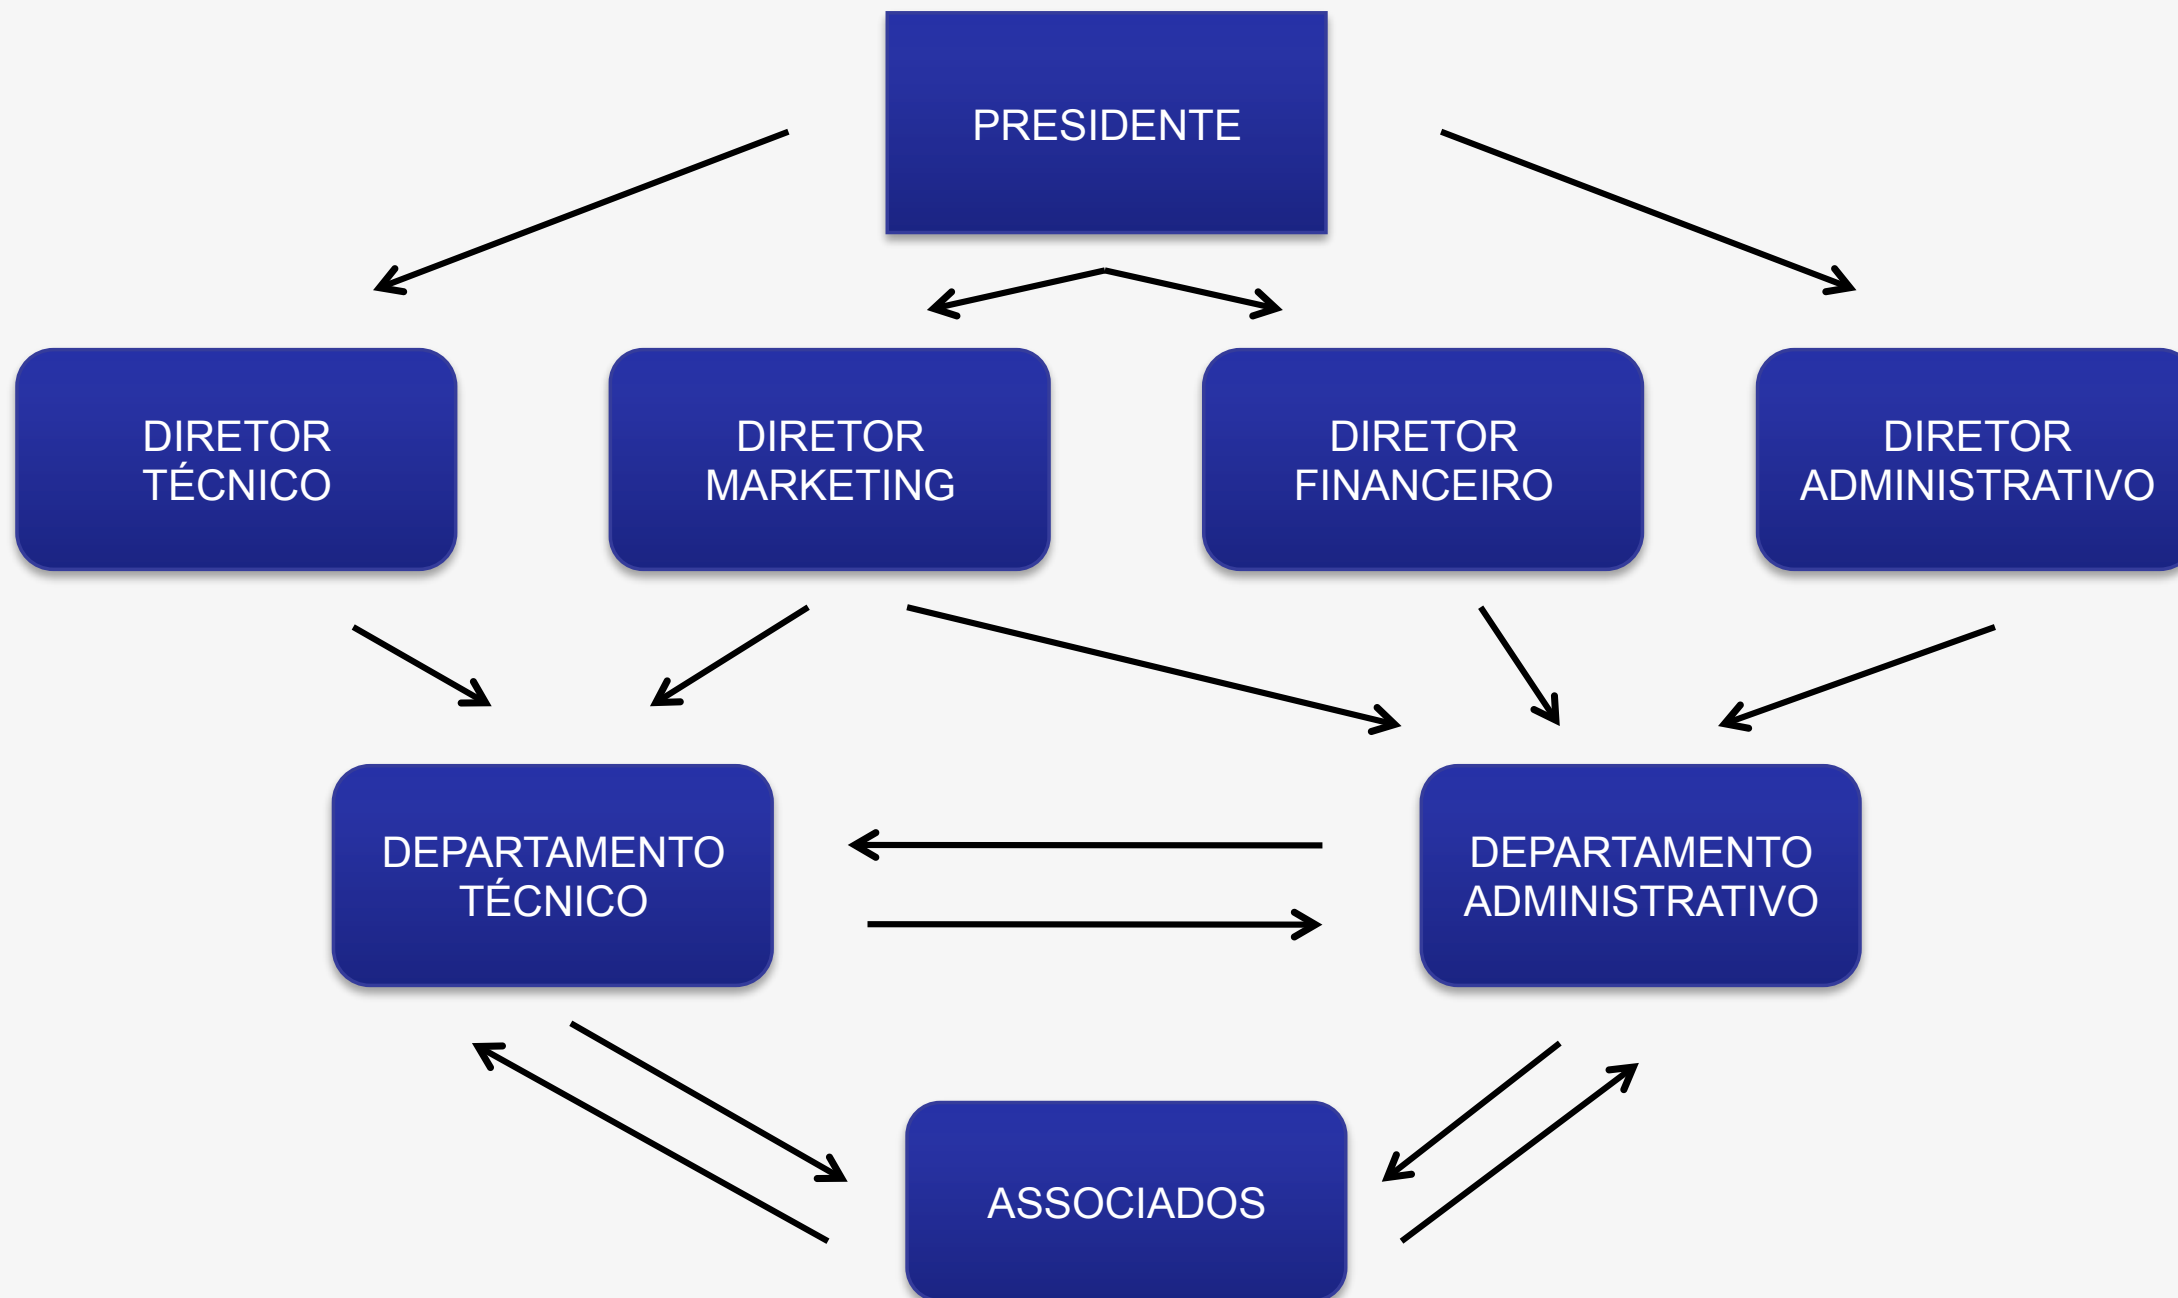 PRESIDENTE
DIRETOR
TÉCNICO
DIRETOR
MARKETING
DIRETOR
FINANCEIRO
DIRETOR
ADMINISTRATIVO
DEPARTAMENTO
TÉCNICO
DEPARTAMENTO
ADMINISTRATIVO
ASSOCIADOS